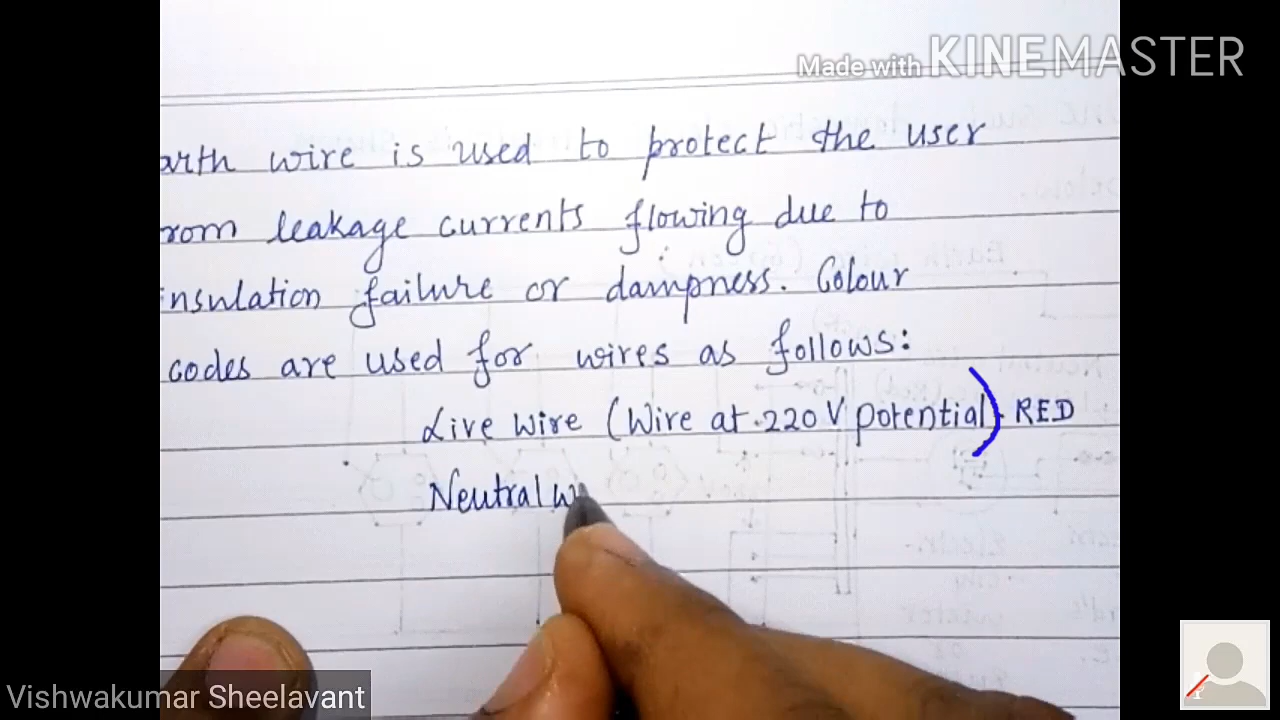 Made with KINEMASTER
arth wire is used to protect the user
rom leakage currents flowing due to
insulation failure or dampness. Colour
codes are used for wires as follows:
Live wire (Wire at 220 V potential) - RED
Neutral w
Vishwakumar Sheelavant